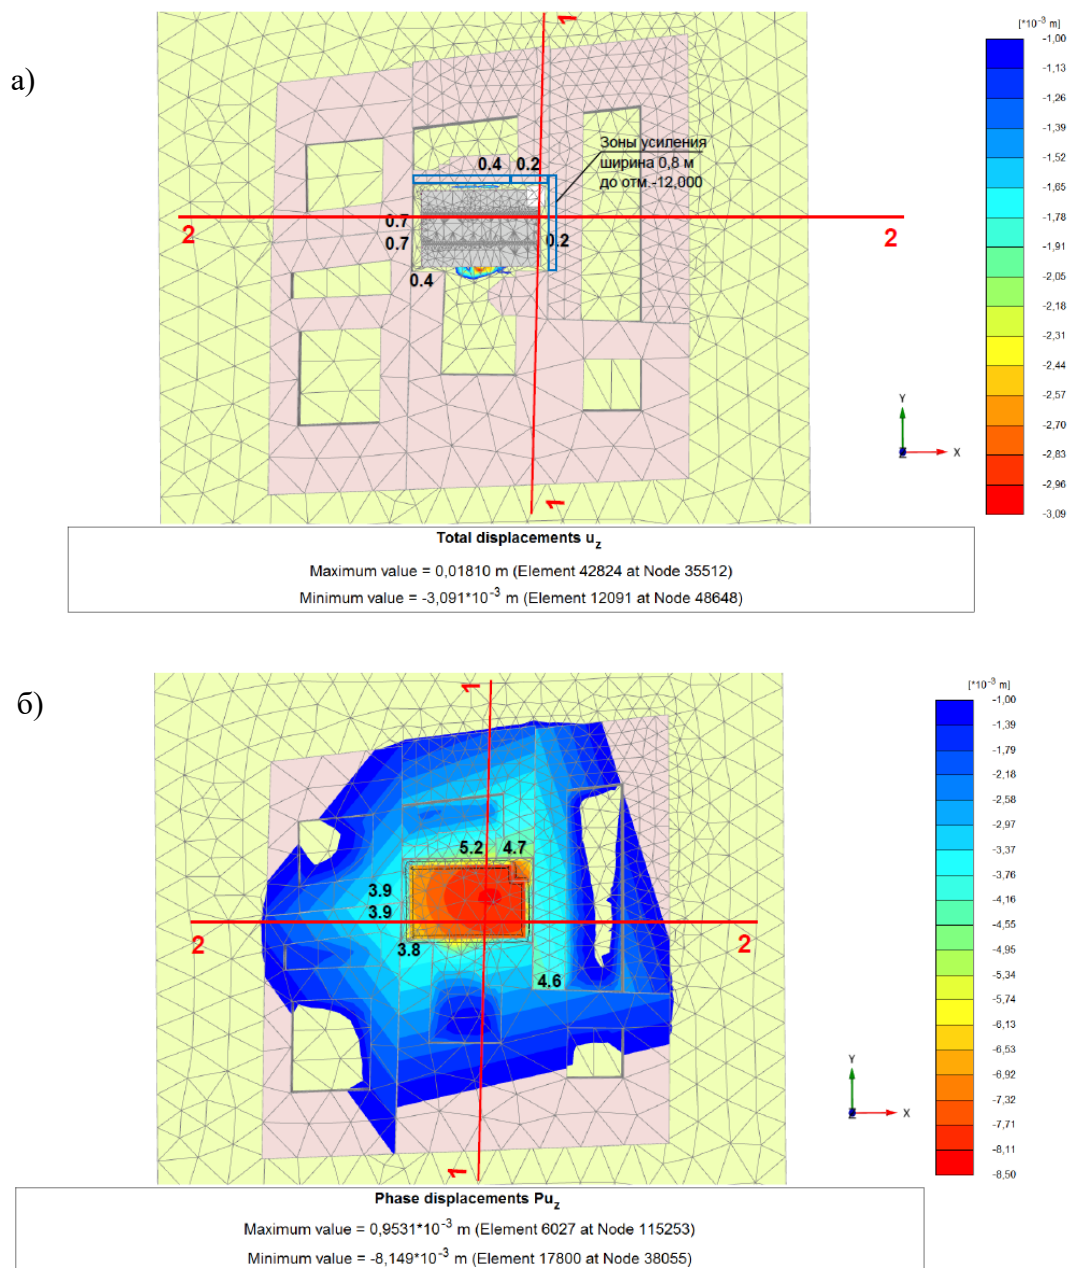 а)
[*10⁻³ m]
-1,00
-1,13
-1,26
-1,39
-1,52
-1,65
-1,78
-1,91
-2,05
-2,18
-2,31
-2,44
-2,57
-2,70
-2,83
-2,96
-3,09
1
Зоны усиления
ширина 0,8 м
до отм.-12,000
0.4 0.2
0.7
2 2
0.7 0.2
0.4
1
Y
X
Z
Total displacements uz
Maximum value = 0,01810 m (Element 42824 at Node 35512)
Minimum value = -3,091*10⁻³ m (Element 12091 at Node 48648)
б)
[*10⁻³ m]
-1,00
-1,39
-1,79
-2,18
-2,58
-2,97
-3,37
-3,76
-4,16
-4,55
-4,95
-5,34
-5,74
-6,13
-6,53
-6,92
-7,32
-7,71
-8,11
-8,50
1
5.2 4.7
3.9
3.9
2 2
3.8
4.6
1
Y
X
Z
Phase displacements Puz
Maximum value = 0,9531*10⁻³ m (Element 6027 at Node 115253)
Minimum value = -8,149*10⁻³ m (Element 17800 at Node 38055)